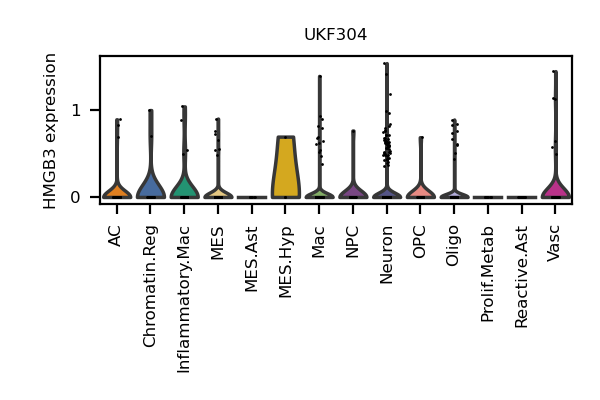 UKF304
HMGB3 expression
1
0
AC
Chromatin.Reg
Inflammatory.Mac
MES
MES.Ast
MES.Hyp
Mac
NPC
Neuron
OPC
Oligo
Prolif.Metab
Reactive.Ast
Vasc